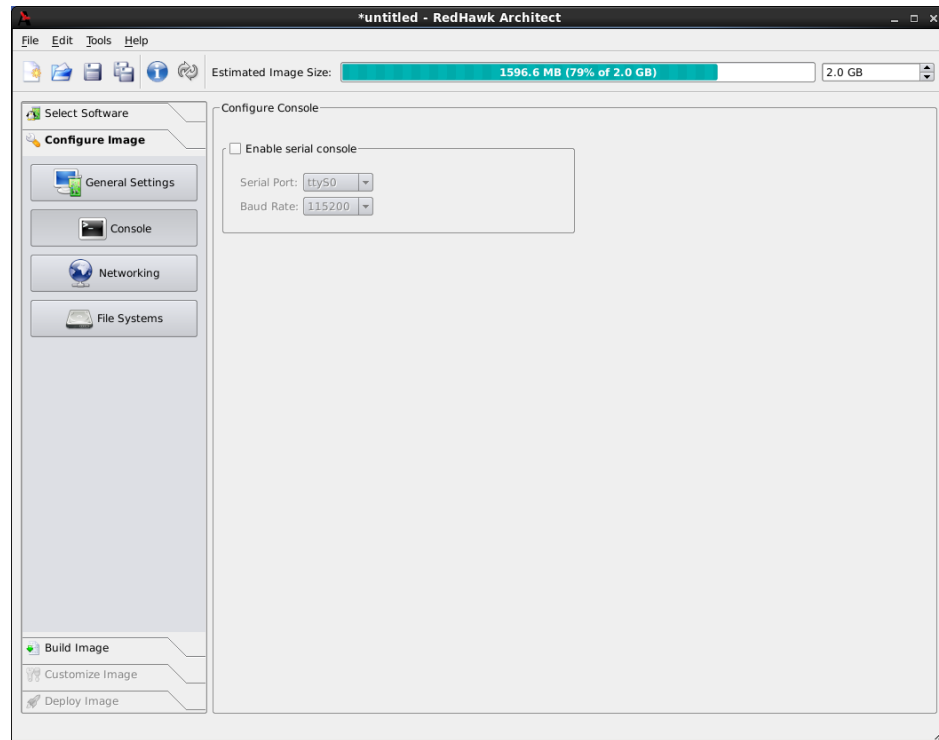 *untitled - RedHawk Architect
File Edit Tools Help
Estimated Image Size: 1596.6 MB (79% of 2.0 GB) 2.0 GB
Select Software
Configure Image
General Settings
Console
Networking
File Systems
Build Image
Customize Image
Deploy Image
Configure Console
Enable serial console
Serial Port: ttyS0
Baud Rate: 115200